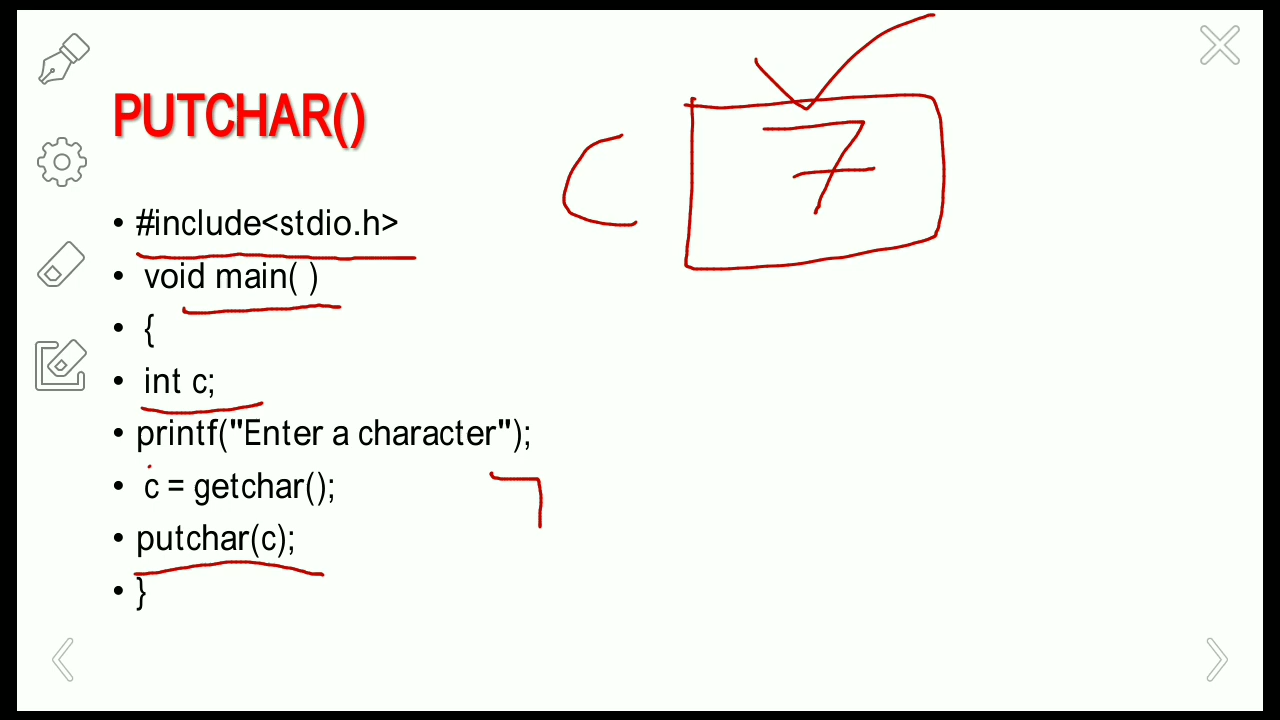 PUTCHAR()
C 7
• #include<stdio.h>
• void main( )
• {
• int c;
• printf("Enter a character");
• c = getchar();
• putchar(c);
• }